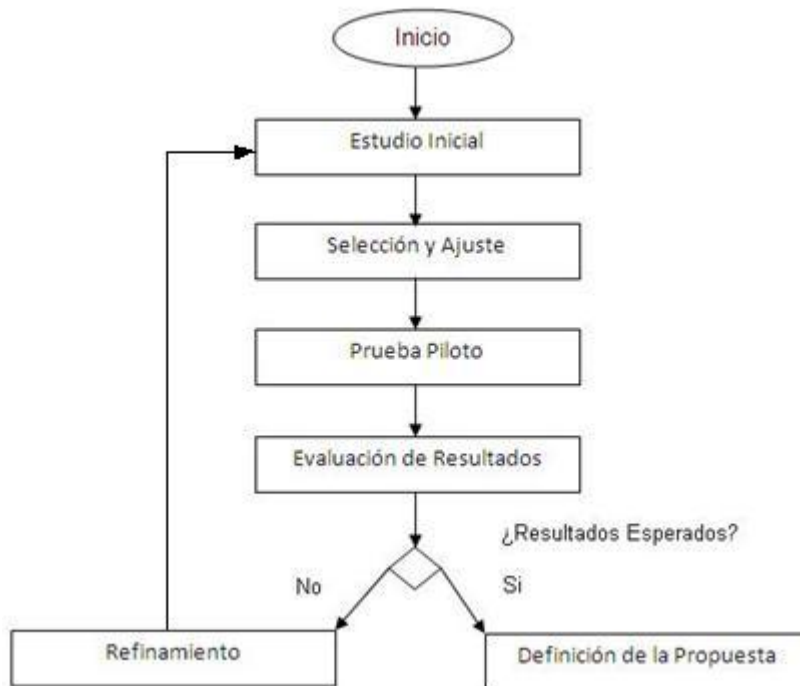 Inicio
Estudio Inicial
Selección y Ajuste
Prueba Piloto
Evaluación de Resultados
¿Resultados Esperados?
No
Si
Refinamiento
Definición de la Propuesta